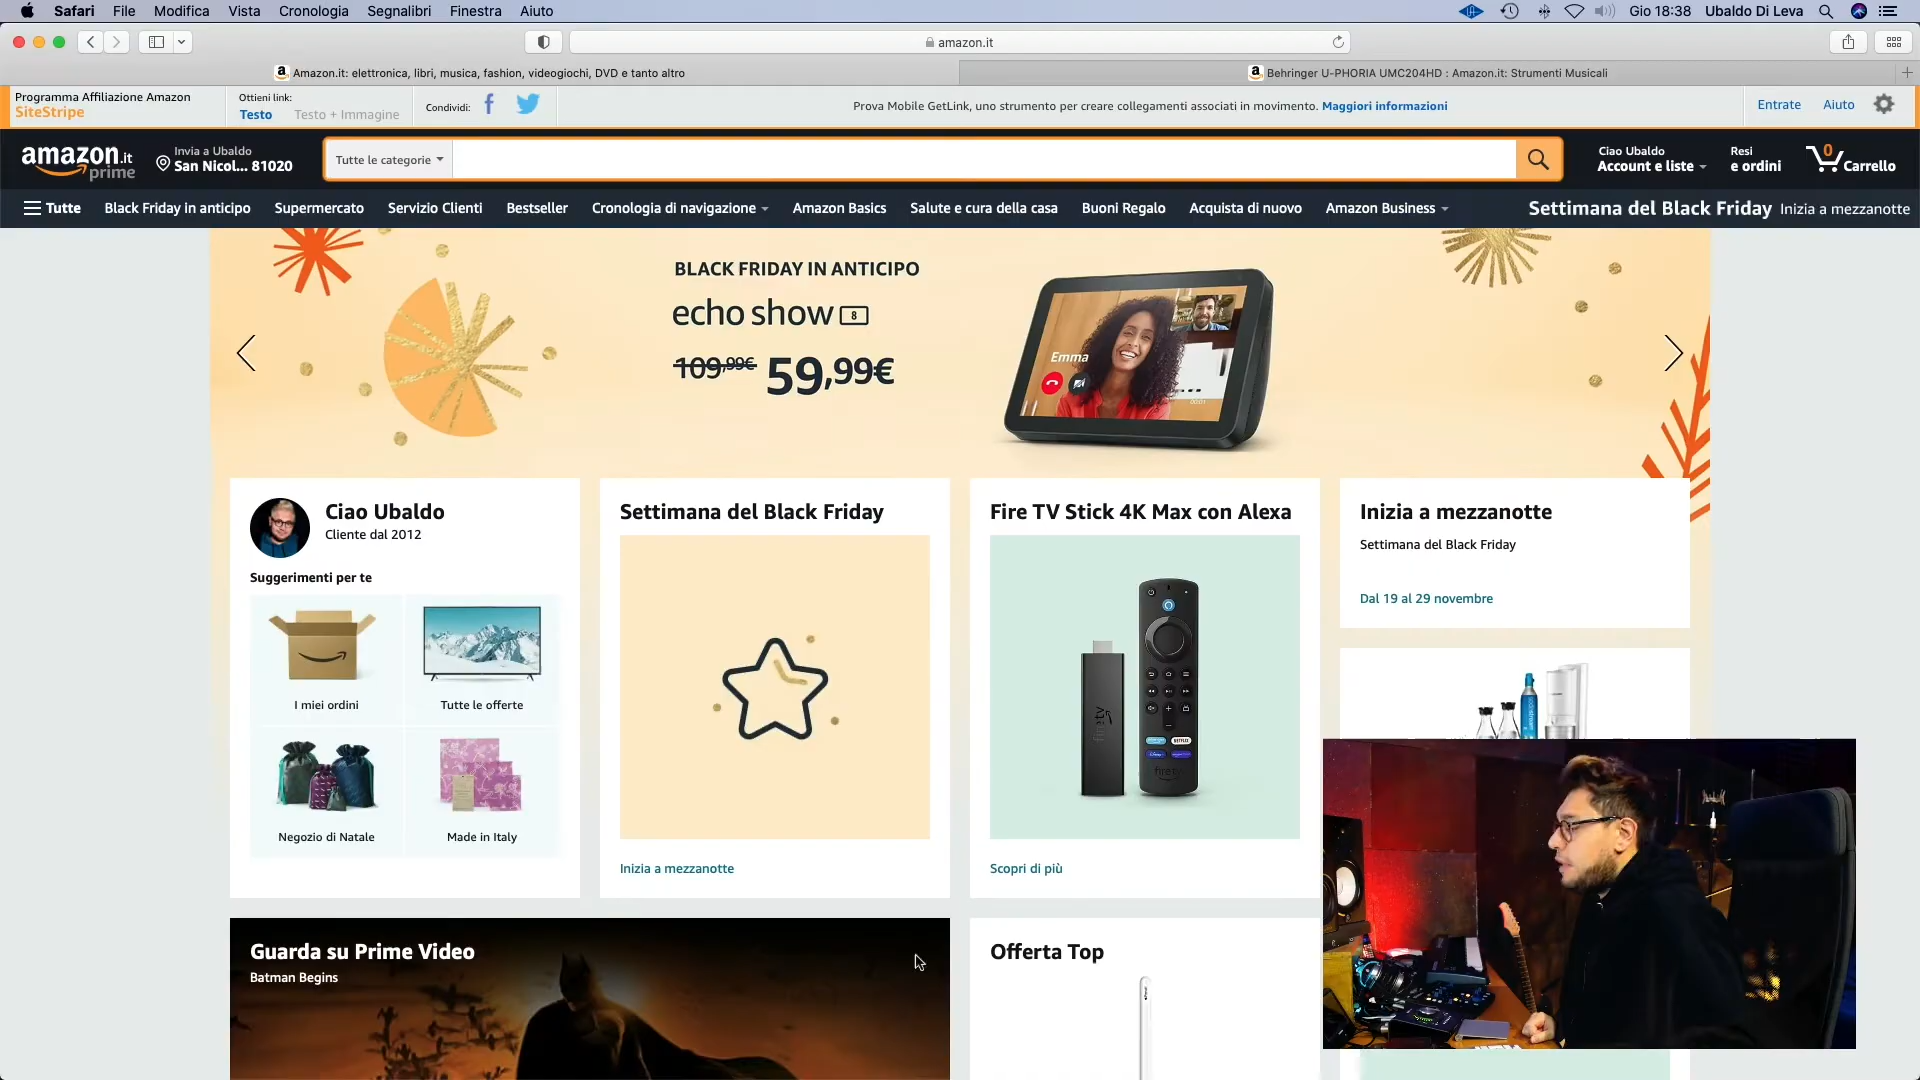 Safari File Modifica Vista Cronologia Segnalibri Finestra Aiuto Gio 18:38 Ubaldo Di Leva
amazon.it
Amazon.it: elettronica, libri, musica, fashion, videogiochi, DVD e tanto altro
Behringer U-PHORIA UMC204HD : Amazon.it: Strumenti Musicali
Programma Affiliazione Amazon
SiteStripe
Ottieni link:
Testo Testo + Immagine
Condividi:
Prova Mobile GetLink, uno strumento per creare collegamenti associati in movimento. Maggiori informazioni
Entrate Aiuto
amazon.it
prime
Invia a Ubaldo
San Nicol... 81020
Tutte le categorie
Ciao Ubaldo
Account e liste
Resi
e ordini
0
Carrello
Tutte Black Friday in anticipo Supermercato Servizio Clienti Bestseller Cronologia di navigazione Amazon Basics Salute e cura della casa Buoni Regalo Acquista di nuovo Amazon Business
Settimana del Black Friday Inizia a mezzanotte
BLACK FRIDAY IN ANTICIPO
echo show 8
109,99€ 59,99€
Emma
Ciao Ubaldo
Cliente dal 2012
Suggerimenti per te
I miei ordini
Tutte le offerte
Negozio di Natale
Made in Italy
Settimana del Black Friday
Inizia a mezzanotte
Fire TV Stick 4K Max con Alexa
firetv
NETFLIX
Scopri di più
Inizia a mezzanotte
Settimana del Black Friday
Dal 19 al 29 novembre
Guarda su Prime Video
Batman Begins
Offerta Top